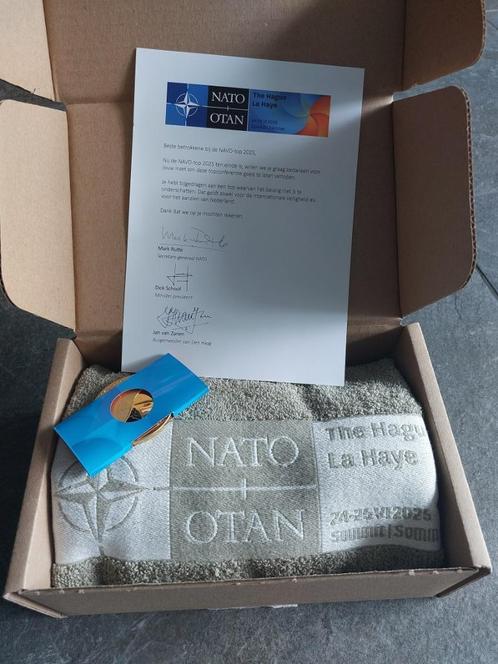 NATO
OTAN
The Hague
La Haye
Beste betrokkene bij de NAVO-top 2025,
Nu de NAVO-top 2025 ten einde is, willen we je graag bedanken voor
jouw inzet om deze topconferentie goed te laten verlopen.
Je hebt bijgedragen aan een top waarvan het belang niet is te
onderschatten. Dat geldt zowel voor de internationale veiligheid als
voor het aanzien van Nederland.
Dank dat we op je mochten rekenen.
Mark Rutte
Secretaris-generaal NAVO
Dick Schoof
Minister-president
Jan van Zanen
Burgemeester van Den Haag
NATO
OTAN
The Hagu
La Haye
24-25 VI 2025
Summit | Somm